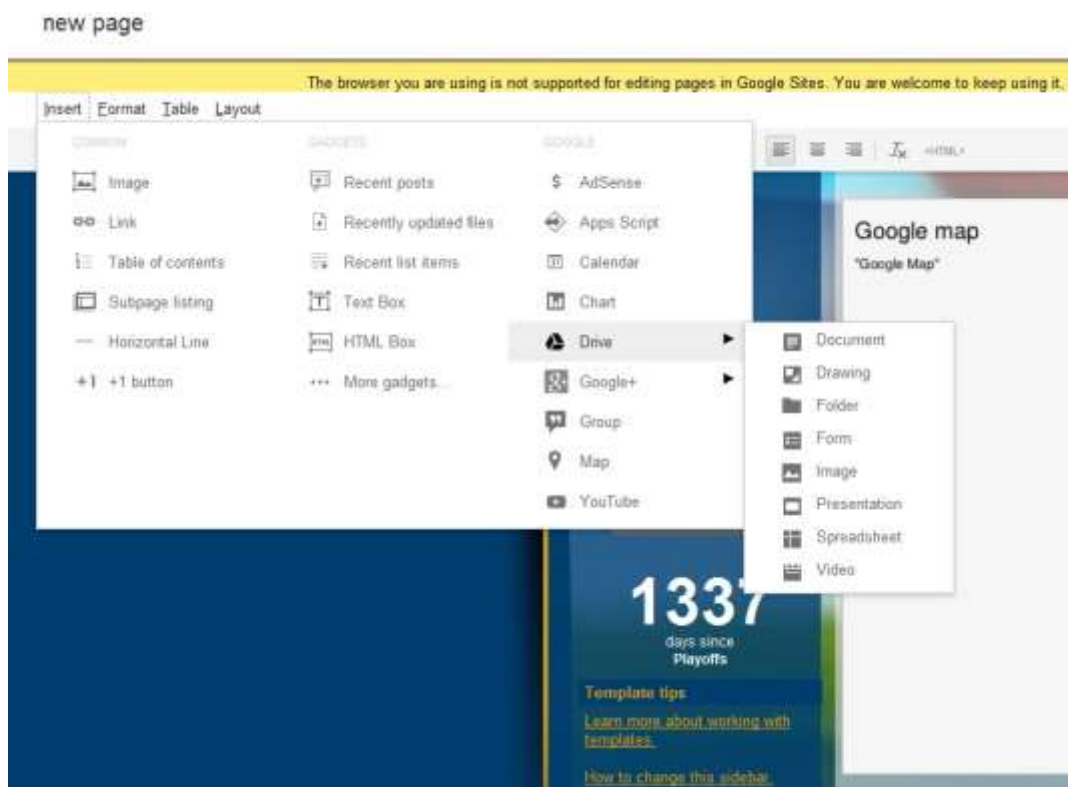 new page
The browser you are using is not supported for editing pages in Google Sites. You are welcome to keep using it,
Insert Format Table Layout
COMMON
Image
Link
Table of contents
Subpage listing
Horizontal Line
+1 +1 button
GADGETS
Recent posts
Recently updated files
Recent list items
Text Box
HTML Box
More gadgets...
GOOGLE
$ AdSense
Apps Script
Calendar
Chart
Drive
Google+
Group
Map
YouTube
Document
Drawing
Folder
Form
Image
Presentation
Spreadsheet
Video
<HTML>
Google map
"Google Map"
1337
days since
Playoffs
Template tips
Learn more about working with
templates.
How to change this sidebar.